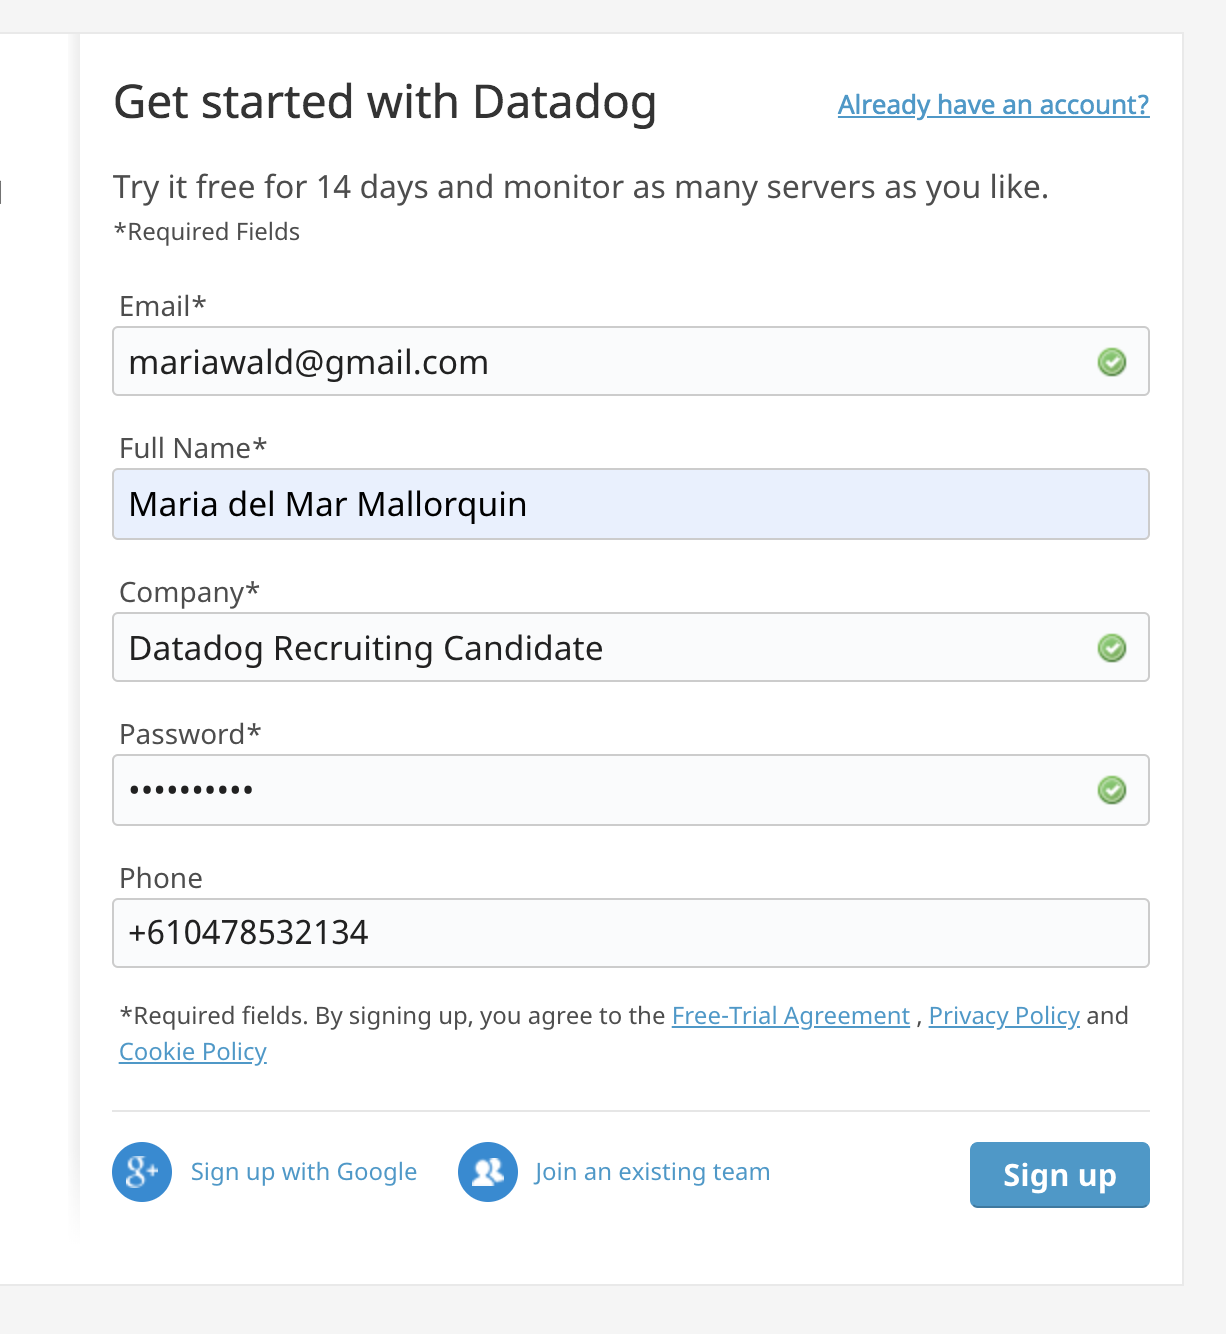 Get started with Datadog
Already have an account?
Try it free for 14 days and monitor as many servers as you like.
*Required Fields
Email*
mariawald@gmail.com
Full Name*
Maria del Mar Mallorquin
Company*
Datadog Recruiting Candidate
Password*
••••••••••
Phone
+610478532134
*Required fields. By signing up, you agree to the Free-Trial Agreement , Privacy Policy and
Cookie Policy
g+ Sign up with Google
Join an existing team
Sign up